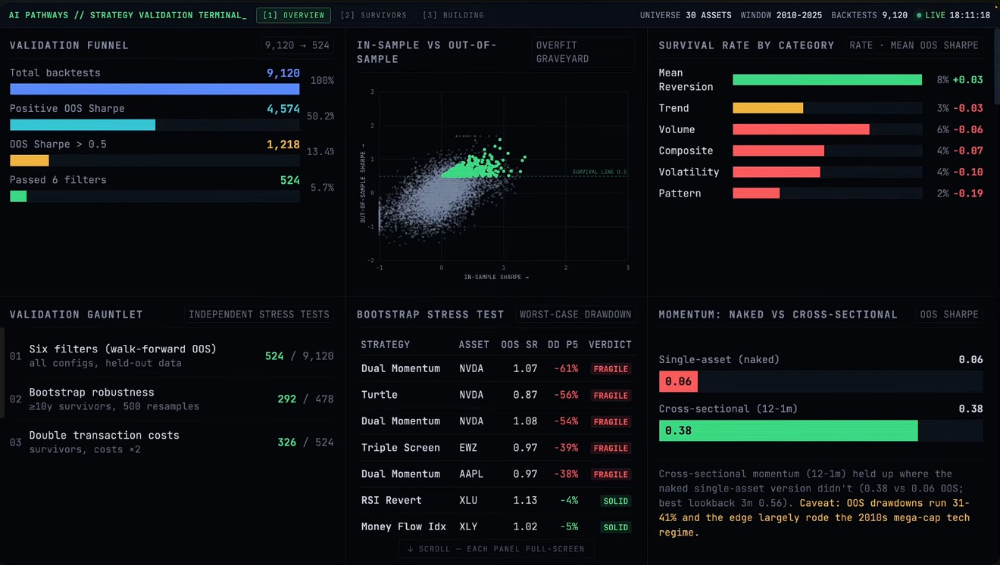 AI PATHWAYS // STRATEGY VALIDATION TERMINAL_ [1] OVERVIEW [2] SURVIVORS [3] BUILDING UNIVERSE 30 ASSETS WINDOW 2010-2025 BACKTESTS 9,120 LIVE 18:11:18
VALIDATION FUNNEL 9,120 → 524
Total backtests 9,120
100%
Positive OOS Sharpe 4,574
50.2%
OOS Sharpe > 0.5 1,218
13.4%
Passed 6 filters 524
5.7%
IN-SAMPLE VS OUT-OF-
SAMPLE
OVERFIT
GRAVEYARD
3
2
1
0
-1
-2
OUT-OF-SAMPLE SHARPE →
SURVIVAL LINE 0.5
-1 0 1 2 3
IN-SAMPLE SHARPE →
SURVIVAL RATE BY CATEGORY RATE · MEAN OOS SHARPE
Mean
Reversion 8% +0.03
Trend 3% -0.03
Volume 6% -0.06
Composite 4% -0.07
Volatility 4% -0.10
Pattern 2% -0.19
VALIDATION GAUNTLET INDEPENDENT STRESS TESTS
01 Six filters (walk-forward OOS) 524 / 9,120
all configs, held-out data
02 Bootstrap robustness 292 / 478
≥10y survivors, 500 resamples
03 Double transaction costs 326 / 524
survivors, costs ×2
BOOTSTRAP STRESS TEST WORST-CASE DRAWDOWN
STRATEGY ASSET OOS SR DD P5 VERDICT
Dual Momentum NVDA 1.07 -61% FRAGILE
Turtle NVDA 0.87 -56% FRAGILE
Dual Momentum NVDA 1.08 -54% FRAGILE
Triple Screen EWZ 0.97 -39% FRAGILE
Dual Momentum AAPL 0.97 -38% FRAGILE
RSI Revert XLU 1.13 -4% SOLID
Money Flow Idx XLY 1.02 -5% SOLID
↓ SCROLL — EACH PANEL FULL-SCREEN
MOMENTUM: NAKED VS CROSS-SECTIONAL OOS SHARPE
Single-asset (naked) 0.06
0.06
Cross-sectional (12-1m) 0.38
0.38
Cross-sectional momentum (12-1m) held up where the
naked single-asset version didn't (0.38 vs 0.06 OOS;
best lookback 3m 0.56). Caveat: OOS drawdowns run 31-
41% and the edge largely rode the 2010s mega-cap tech
regime.